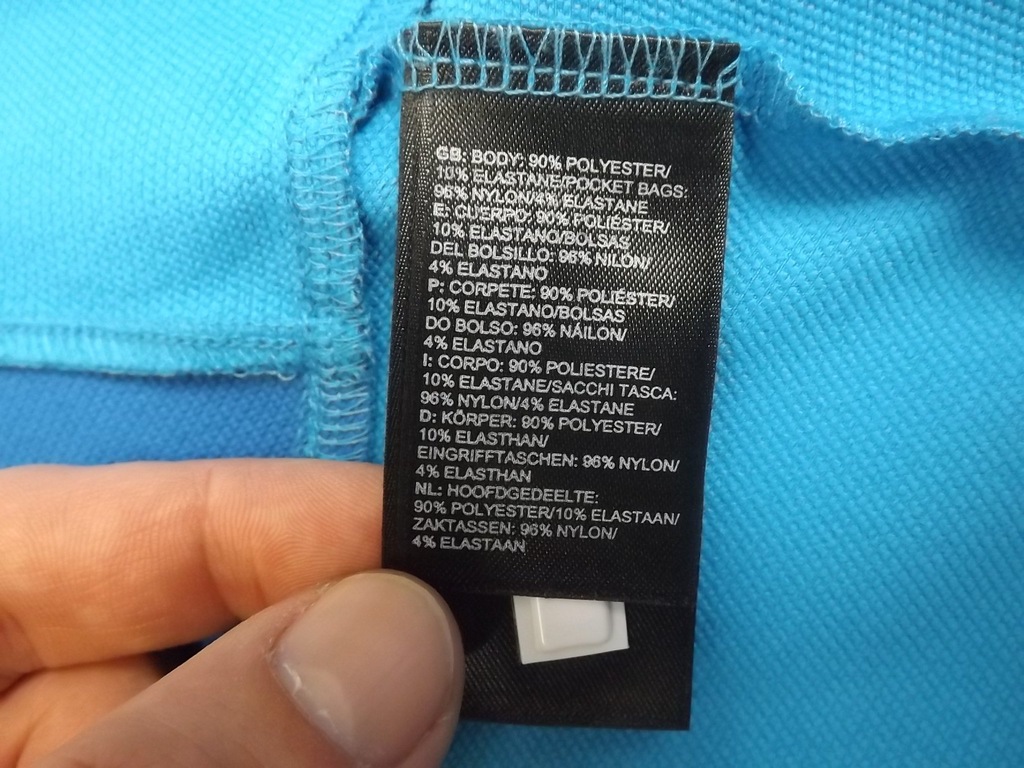 GB: BODY: 90% POLYESTER/
10% ELASTANE/POCKET BAGS:
96% NYLON/4% ELASTANE
E: CUERPO: 90% POLIÉSTER/
10% ELASTANO/BOLSAS
DEL BOLSILLO: 96% NILÓN/
4% ELASTANO
P: CORPETE: 90% POLIÉSTER/
10% ELASTANO/BOLSAS
DO BOLSO: 96% NÁILON/
4% ELASTANO
I: CORPO: 90% POLIESTERE/
10% ELASTANE/SACCHI TASCA:
96% NYLON/4% ELASTANE
D: KÖRPER: 90% POLYESTER/
10% ELASTHAN/
EINGRIFFTASCHEN: 96% NYLON/
4% ELASTHAN
NL: HOOFDGEDEELTE:
90% POLYESTER/10% ELASTAAN/
ZAKTASSEN: 96% NYLON/
4% ELASTAAN